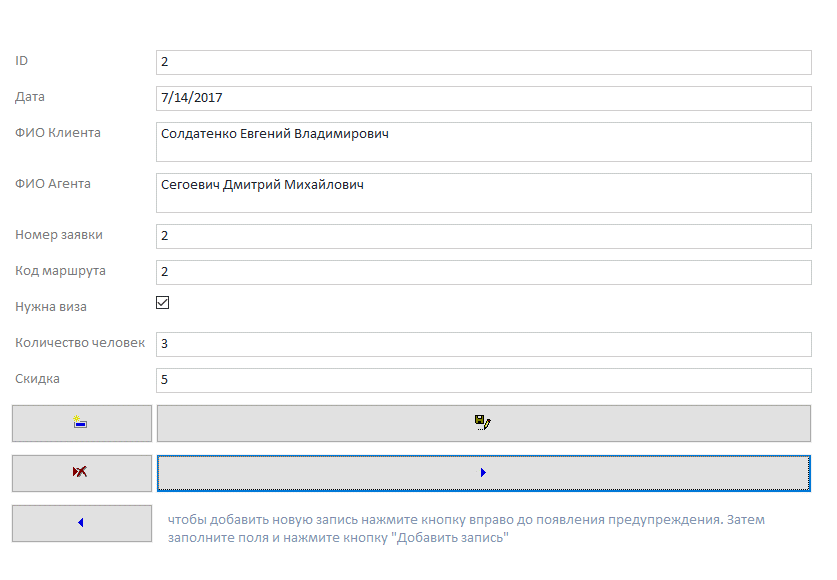 ID 2
Дата 7/14/2017
ФИО Клиента Солдатенко Евгений Владимирович
ФИО Агента Сегоевич Дмитрий Михайлович
Номер заявки 2
Код маршрута 2
Нужна виза
Количество человек 3
Скидка 5
чтобы добавить новую запись нажмите кнопку вправо до появления предупреждения. Затем
заполните поля и нажмите кнопку "Добавить запись"